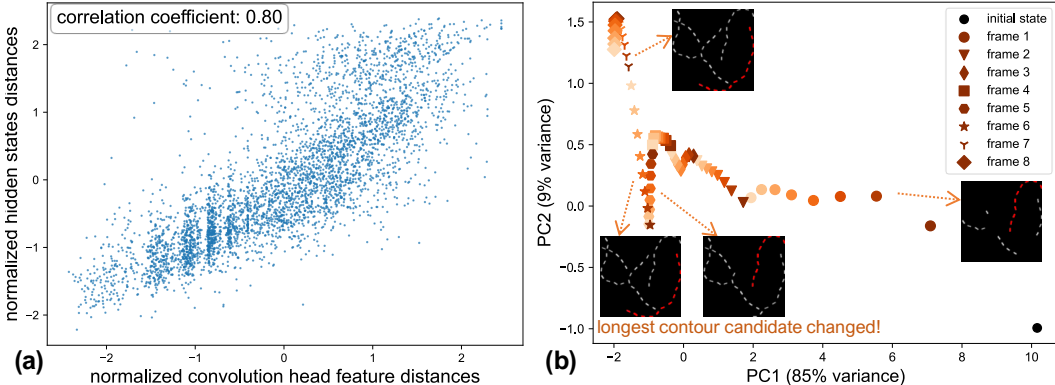 correlation coefficient: 0.80
normalized hidden states distances
2
1
0
−1
−2
−2
−1
0
1
2
(a)
normalized convolution head feature distances
PC2 (9% variance)
1.5
1.0
0.5
0.0
−0.5
−1.0
initial state
frame 1
frame 2
frame 3
frame 4
frame 5
frame 6
frame 7
frame 8
longest contour candidate changed!
−2
0
2
4
6
8
10
(b)
PC1 (85% variance)